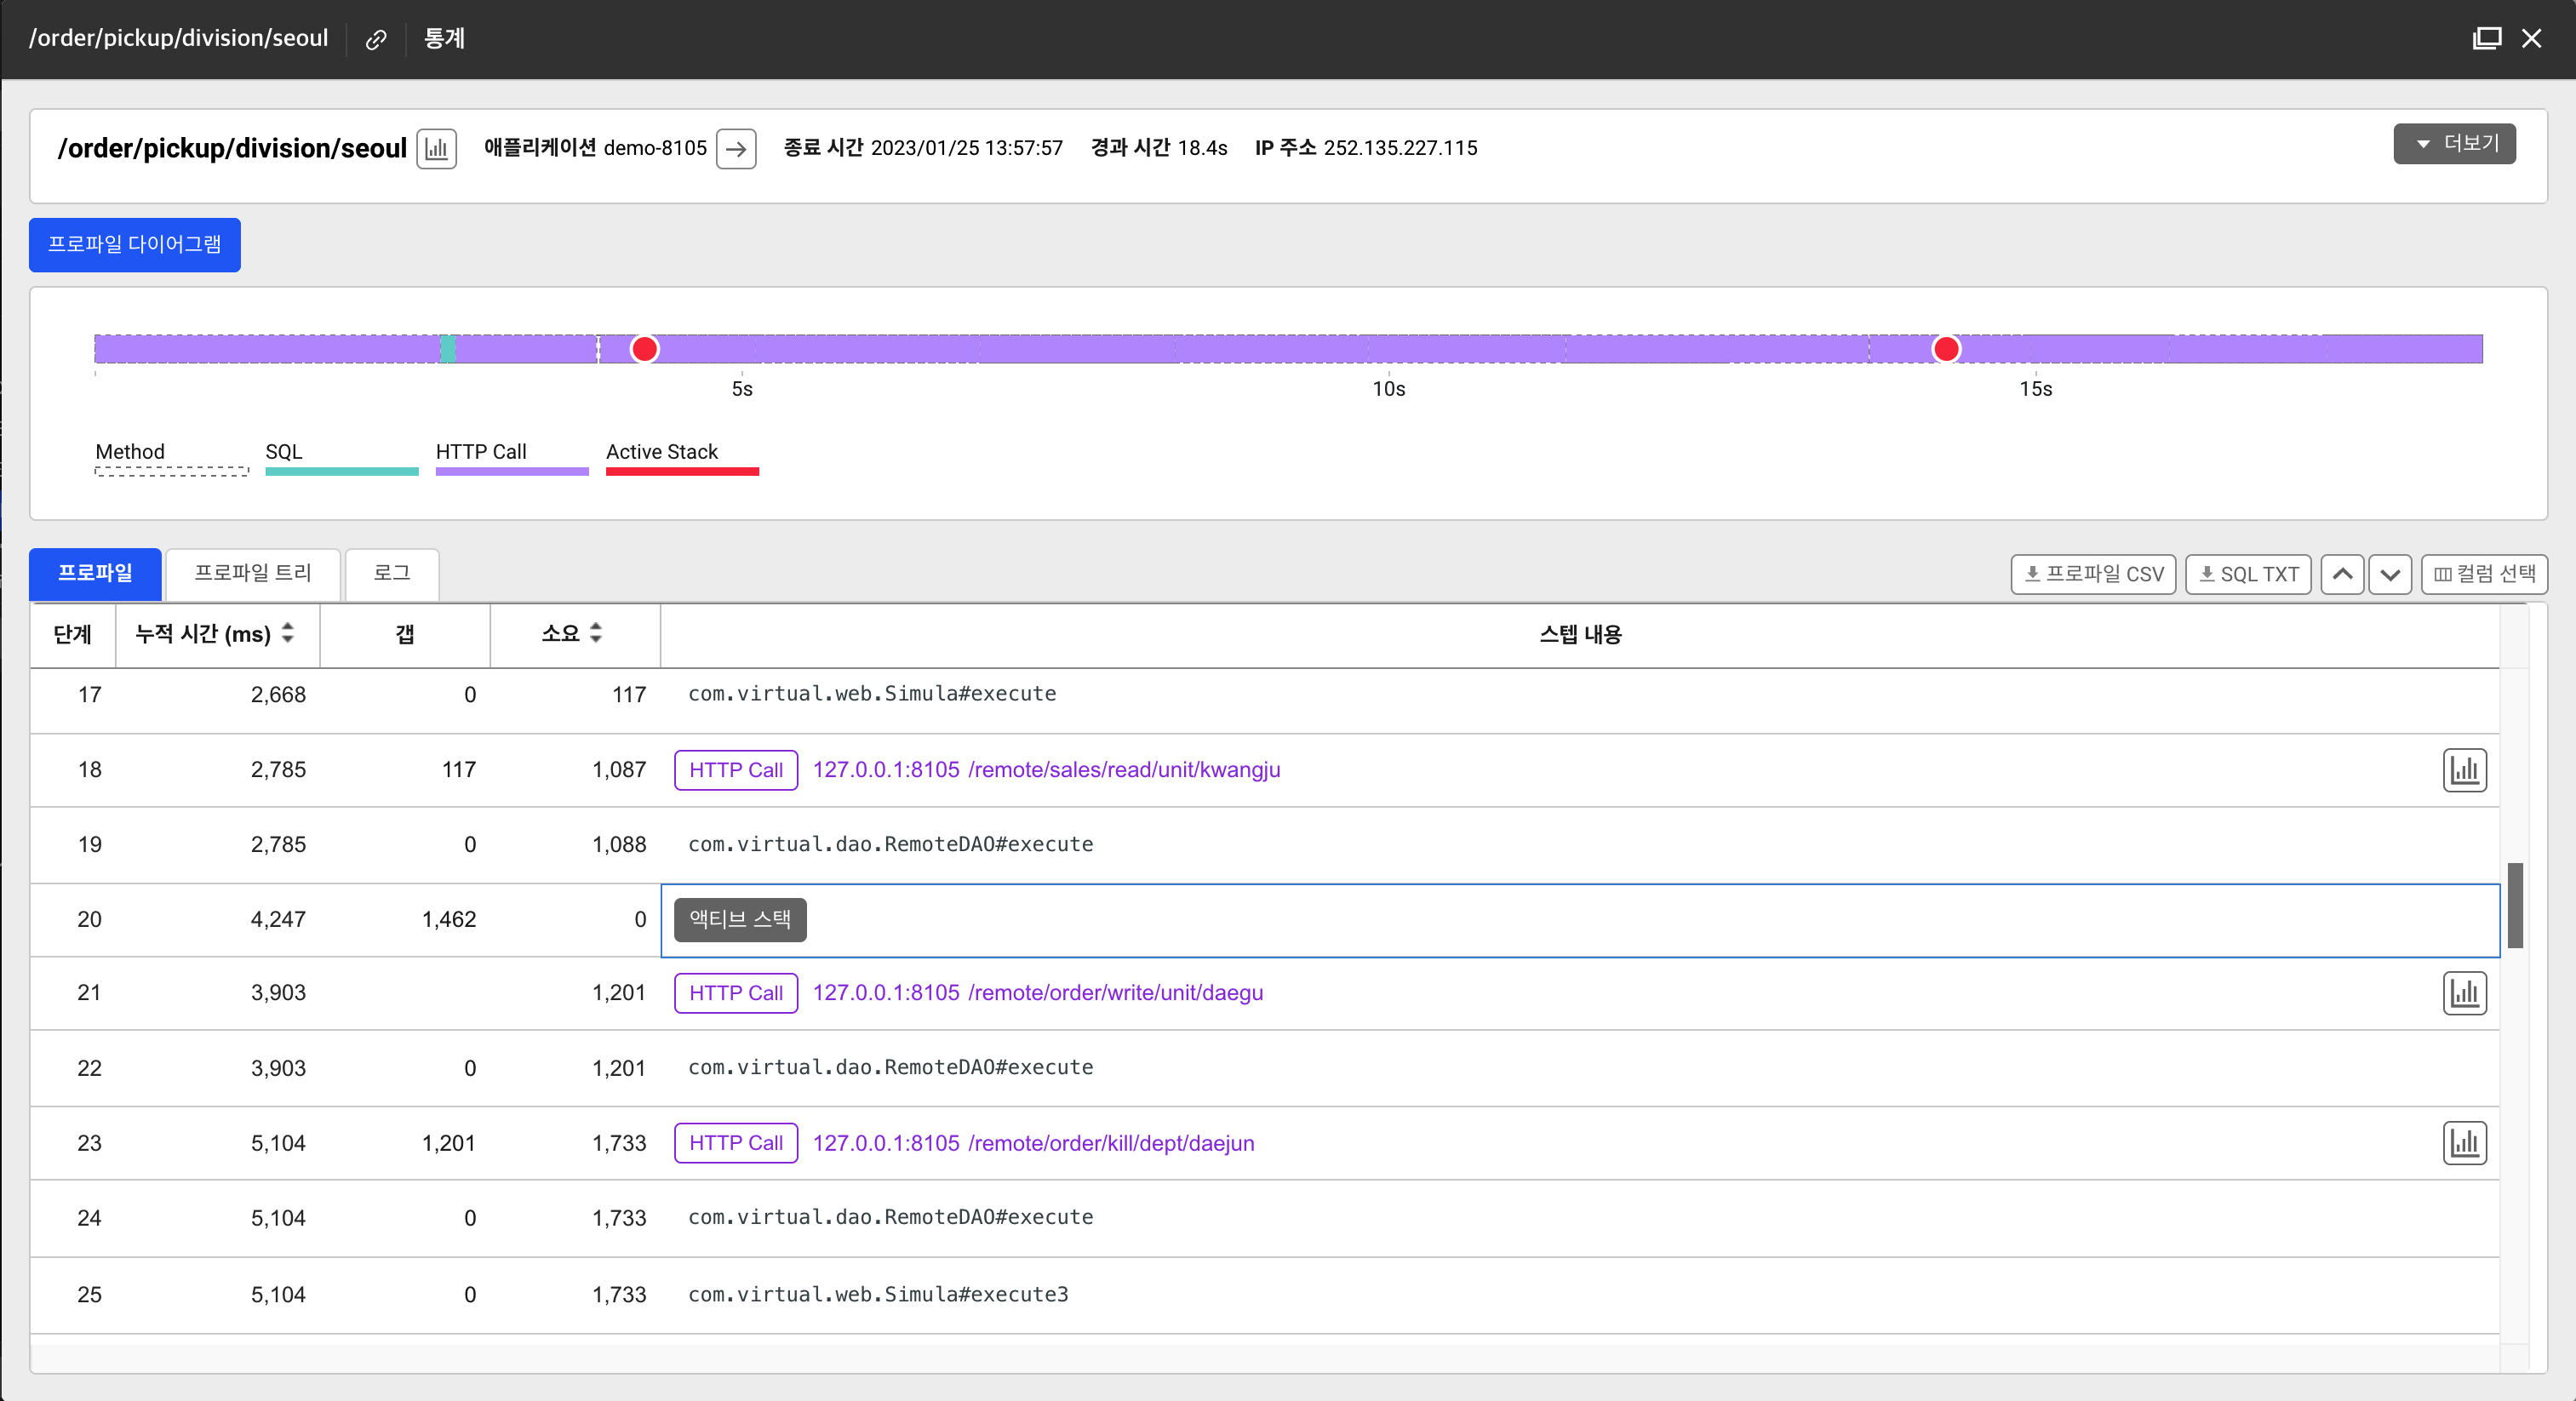 /order/pickup/division/seoul 통계
/order/pickup/division/seoul 애플리케이션 demo-8105 종료 시간 2023/01/25 13:57:57 경과 시간 18.4s IP 주소 252.135.227.115 더보기
프로파일 다이어그램
5s 10s 15s
Method SQL HTTP Call Active Stack
프로파일 프로파일 트리 로그 프로파일 CSV SQL TXT 컬럼 선택
단계 누적 시간 (ms) 갭 소요 스텝 내용
17 2,668 0 117 com.virtual.web.Simula#execute
18 2,785 117 1,087 HTTP Call 127.0.0.1:8105 /remote/sales/read/unit/kwangju
19 2,785 0 1,088 com.virtual.dao.RemoteDAO#execute
20 4,247 1,462 0 액티브 스택
21 3,903 1,201 HTTP Call 127.0.0.1:8105 /remote/order/write/unit/daegu
22 3,903 0 1,201 com.virtual.dao.RemoteDAO#execute
23 5,104 1,201 1,733 HTTP Call 127.0.0.1:8105 /remote/order/kill/dept/daejun
24 5,104 0 1,733 com.virtual.dao.RemoteDAO#execute
25 5,104 0 1,733 com.virtual.web.Simula#execute3